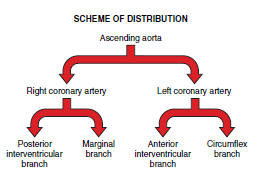 SCHEME OF DISTRIBUTION
Ascending aorta
Right coronary artery
Left coronary artery
Posterior
interventricular
branch
Marginal
branch
Anterior
interventricular
branch
Circumflex
branch